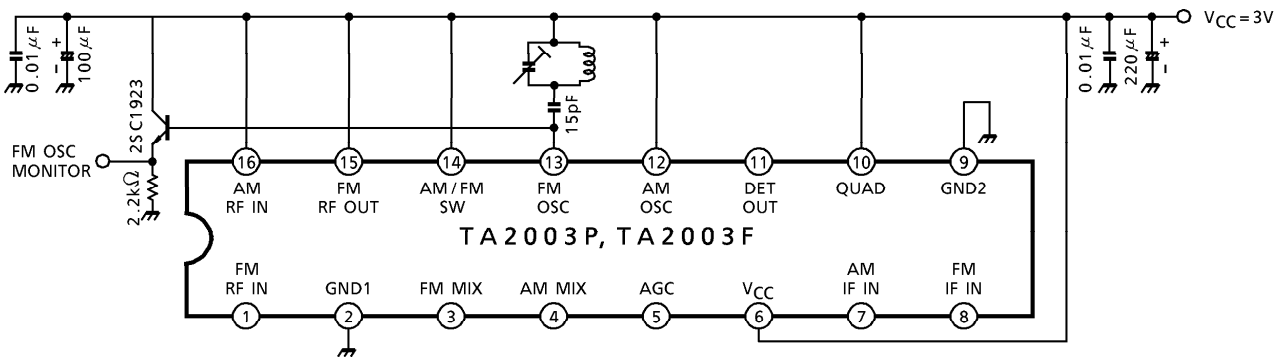 VCC=3V
0.01μF
+
-
100μF
2SC1923
15pF
0.01μF
220μF
+
-
FM OSC
MONITOR
2.2kΩ
16 15 14 13 12 11 10 9
AM FM AM/FM FM AM DET QUAD GND2
RF IN RF OUT SW OSC OSC OUT
TA2003P, TA2003F
FM AM FM
RF IN GND1 FM MIX AM MIX AGC VCC IF IN IF IN
1 2 3 4 5 6 7 8